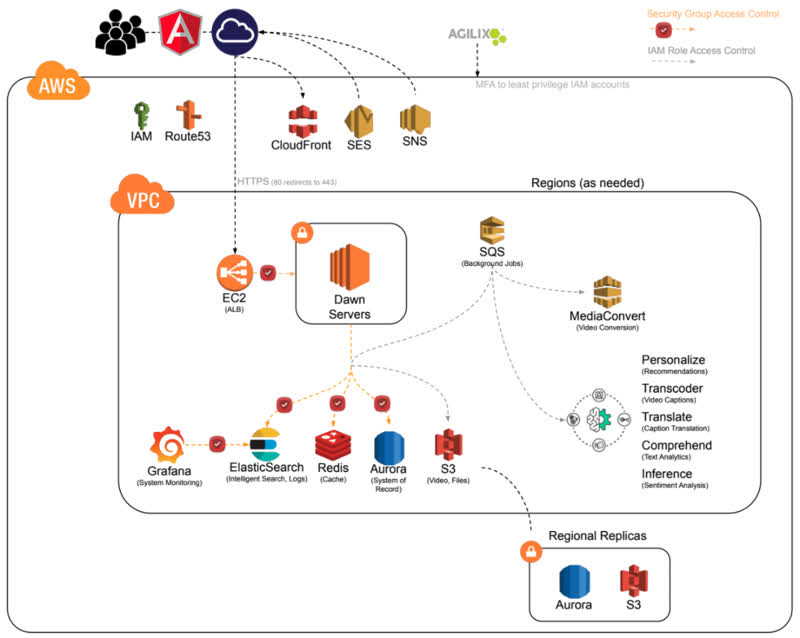 Security Group Access Control
AGILIX
IAM Role Access Control
AWS
MFA to least privilege IAM accounts
IAM
Route53
CloudFront
SES
SNS
HTTPS (80 redirects to 443)
Regions (as needed)
VPC
SQS
(Background Jobs)
EC2
(ALB)
Dawn
Servers
MediaConvert
(Video Conversion)
Personalize
(Recommendations)
Transcoder
(Video Captions)
Translate
(Caption Translation)
Comprehend
(Text Analytics)
Inference
(Sentiment Analysis)
Grafana
(System Monitoring)
ElasticSearch
(Intelligent Search, Logs)
Redis
(Cache)
Aurora
(System of
Record)
S3
(Video, Files)
Regional Replicas
Aurora
S3